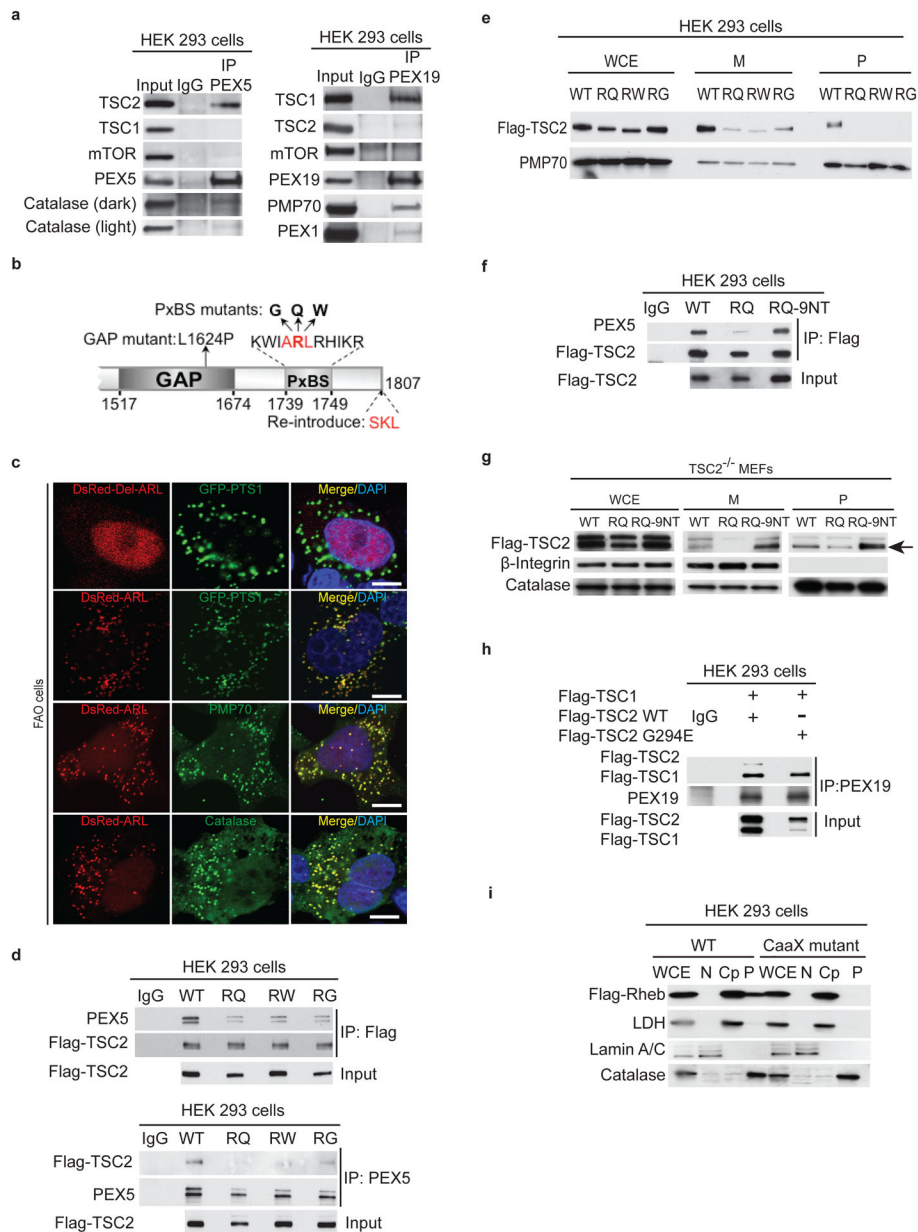 a
HEK 293 cells
IP
Input IgG PEX5
TSC2
TSC1
mTOR
PEX5
Catalase (dark)
Catalase (light)
HEK 293 cells
IP
Input IgG PEX19
TSC1
TSC2
mTOR
PEX19
PMP70
PEX1
b
PxBS mutants: G Q W
GAP mutant:L1624P KWIARLRHIKR
GAP PxBS 1807
1517 1674 1739 1749
Re-introduce: SKL
c
FAO cells
DsRed-Del-ARL GFP-PTS1 Merge/DAPI
DsRed-ARL GFP-PTS1 Merge/DAPI
DsRed-ARL PMP70 Merge/DAPI
DsRed-ARL Catalase Merge/DAPI
d
HEK 293 cells
IgG WT RQ RW RG
PEX5
IP: Flag
Flag-TSC2
Flag-TSC2 Input
HEK 293 cells
IgG WT RQ RW RG
Flag-TSC2
IP: PEX5
PEX5
Flag-TSC2 Input
e
HEK 293 cells
WCE M P
WT RQ RW RG WT RQ RW RG WT RQ RW RG
Flag-TSC2
PMP70
f
HEK 293 cells
IgG WT RQ RQ-9NT
PEX5
IP: Flag
Flag-TSC2
Flag-TSC2 Input
g
TSC2-/- MEFs
WCE M P
WT RQ RQ-9NT WT RQ RQ-9NT WT RQ RQ-9NT
Flag-TSC2
β-Integrin
Catalase
h
HEK 293 cells
Flag-TSC1 + +
Flag-TSC2 WT IgG + -
Flag-TSC2 G294E - +
Flag-TSC2
Flag-TSC1 IP:PEX19
PEX19
Flag-TSC2 Input
Flag-TSC1
i
HEK 293 cells
WT CaaX mutant
WCE N Cp P WCE N Cp P
Flag-Rheb
LDH
Lamin A/C
Catalase